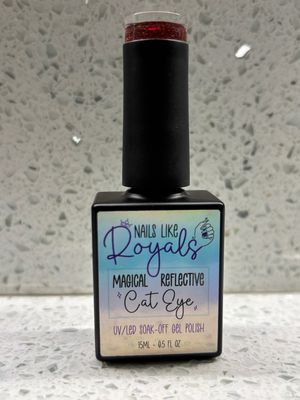 NAILS LIKE
Royals
MAGICAL REFLECTIVE
"Cat Eye"
UV/LED SOAK-OFF GEL POLISH
15ML - 0.5 FL OZ